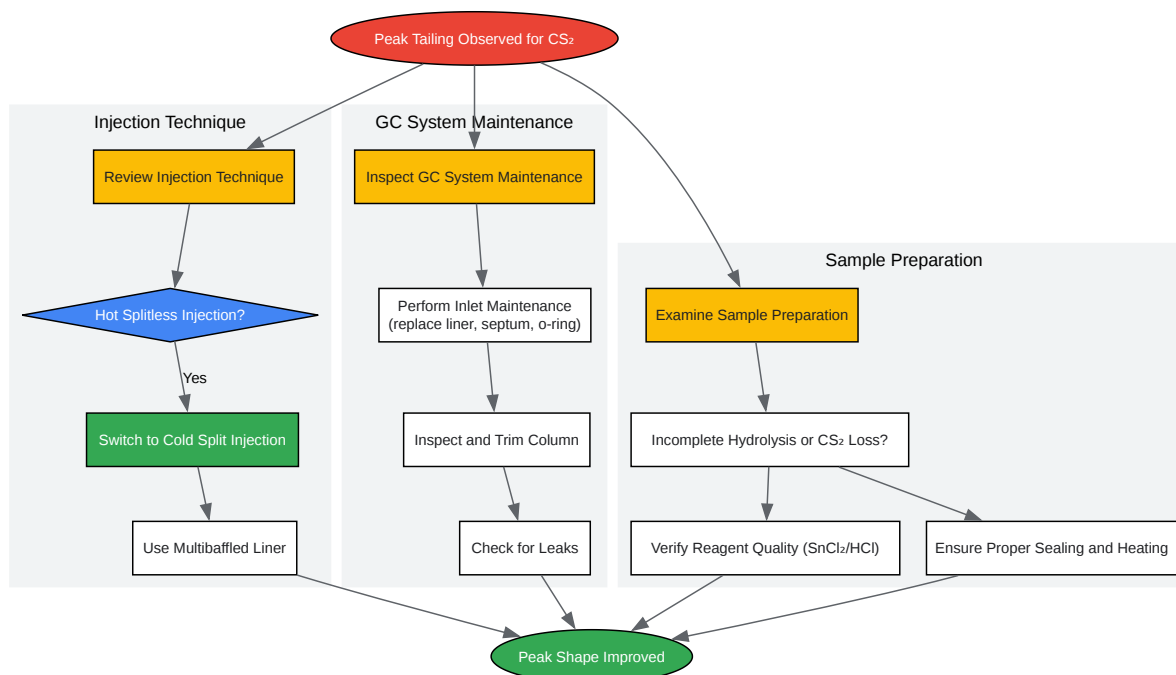 Peak Tailing Observed for CS₂
Injection Technique
GC System Maintenance
Review Injection Technique
Inspect GC System Maintenance
Sample Preparation
Hot Splitless Injection?
Perform Inlet Maintenance
(replace liner, septum, o-ring)
Examine Sample Preparation
Yes
Switch to Cold Split Injection
Inspect and Trim Column
Incomplete Hydrolysis or CS₂ Loss?
Use Multibaffled Liner
Check for Leaks
Verify Reagent Quality (SnCl₂/HCl)
Ensure Proper Sealing and Heating
Peak Shape Improved